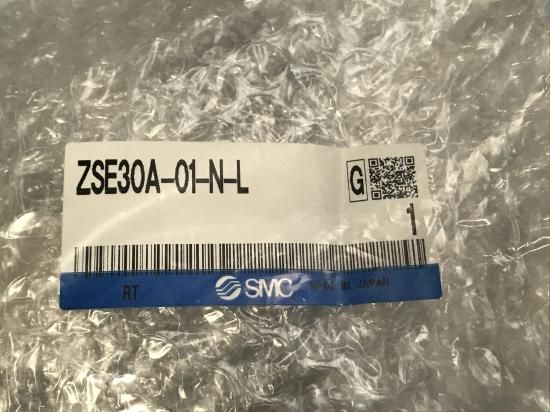 ZSE30A-01-N-L
G
1
RT
SMC
MADE IN JAPAN